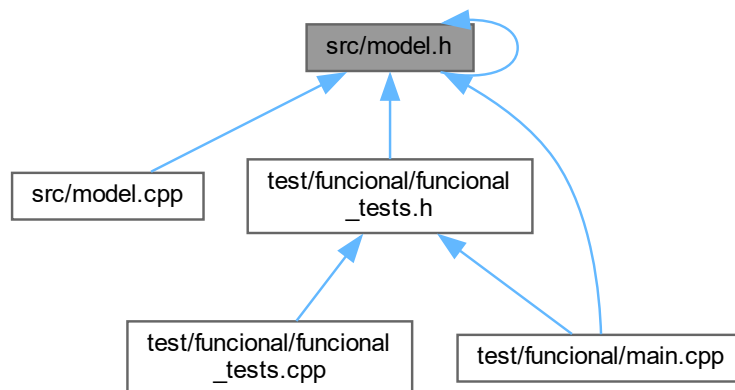 src/model.h
src/model.cpp
test/funcional/funcional
_tests.h
test/funcional/funcional
_tests.cpp
test/funcional/main.cpp